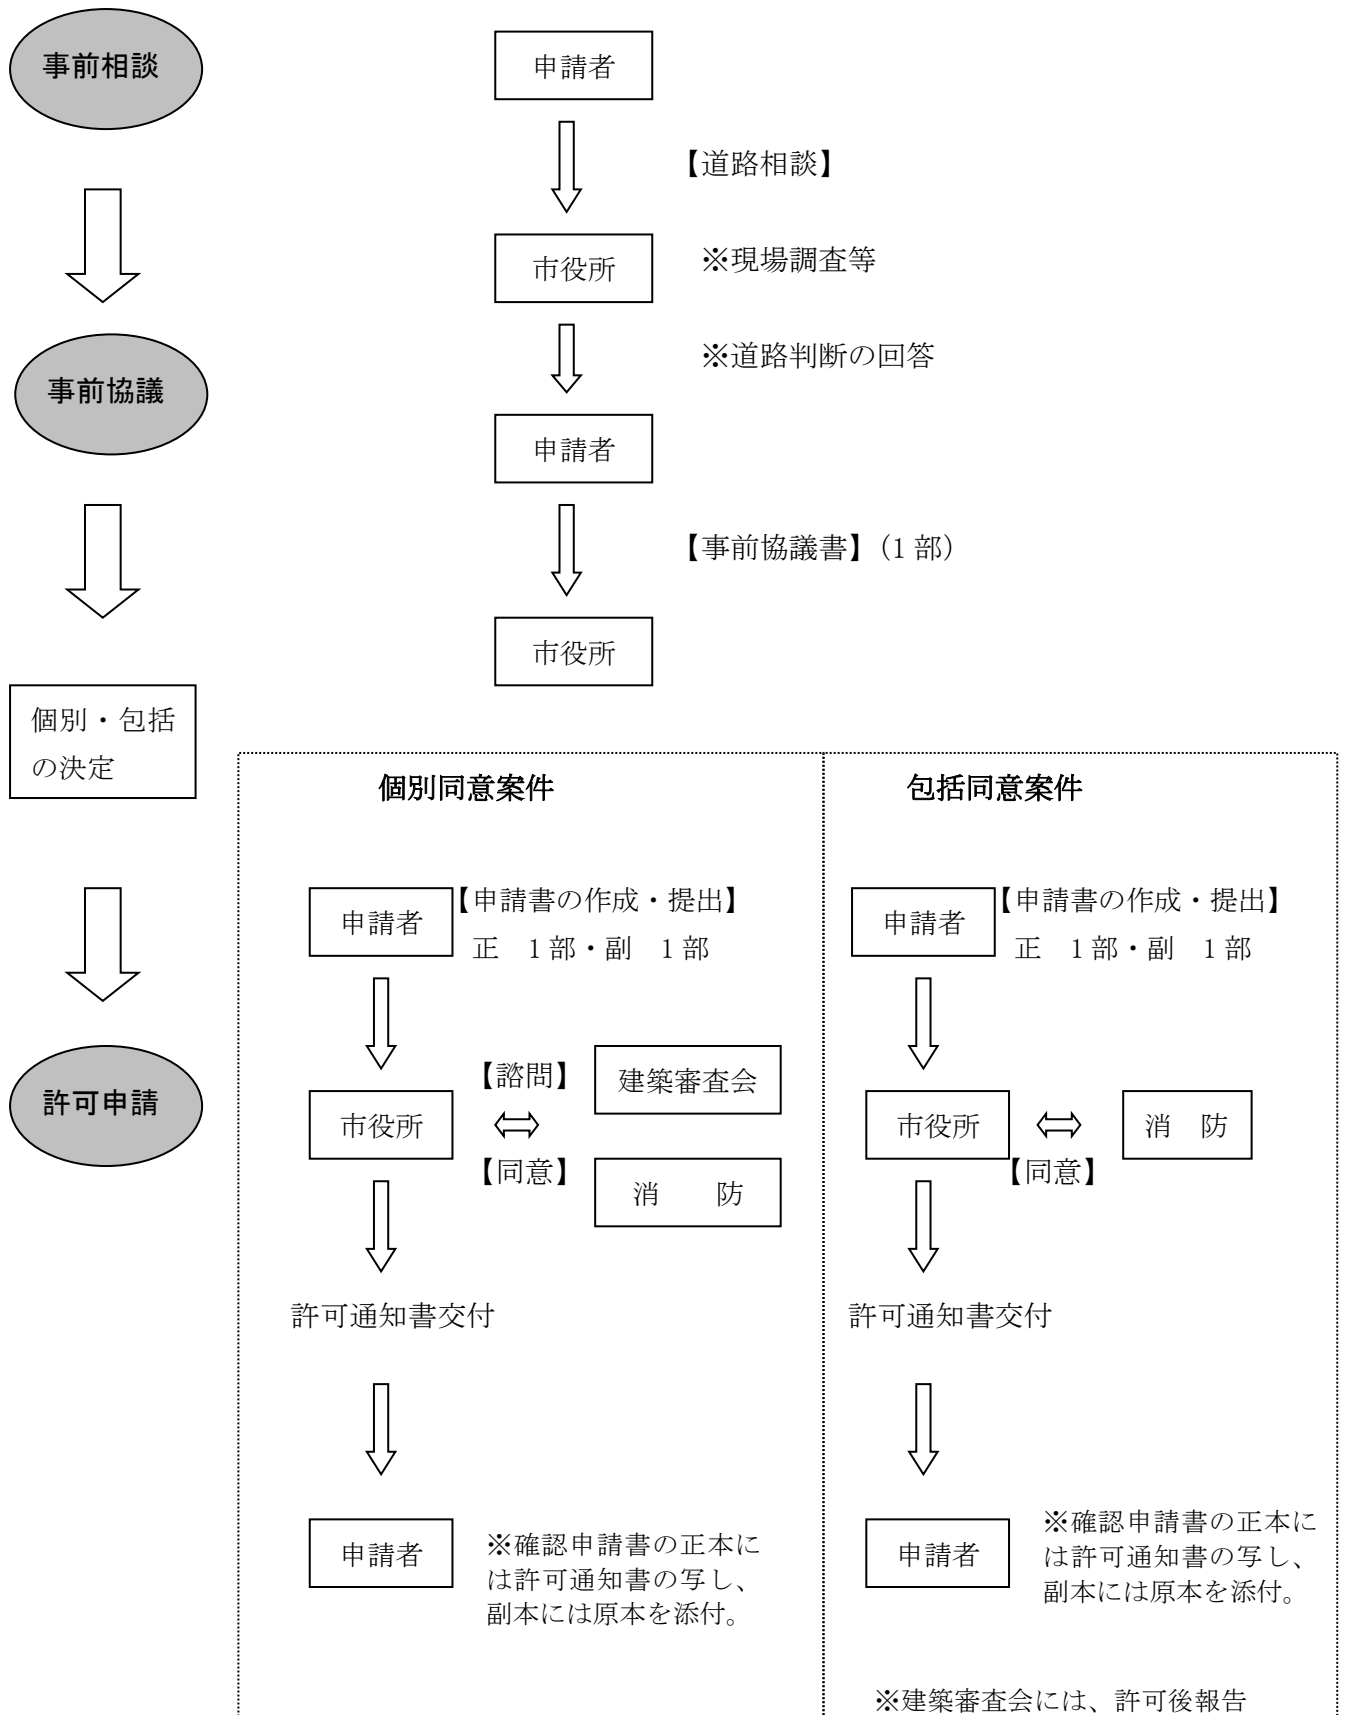 事前相談
申請者
【道路相談】
市役所
※現場調査等
※道路判断の回答
事前協議
申請者
【事前協議書】(1部)
市役所
個別・包括
の決定
個別同意案件
申請者
【申請書の作成・提出】
正　1部・副　1部
許可申請
市役所
【諮問】
建築審査会
【同意】
消　　防
許可通知書交付
申請者
※確認申請書の正本に
は許可通知書の写し、
副本には原本を添付。
包括同意案件
申請者
【申請書の作成・提出】
正　1部・副　1部
市役所
消　防
【同意】
許可通知書交付
申請者
※確認申請書の正本に
は許可通知書の写し、
副本には原本を添付。
※建築審査会には、許可後報告